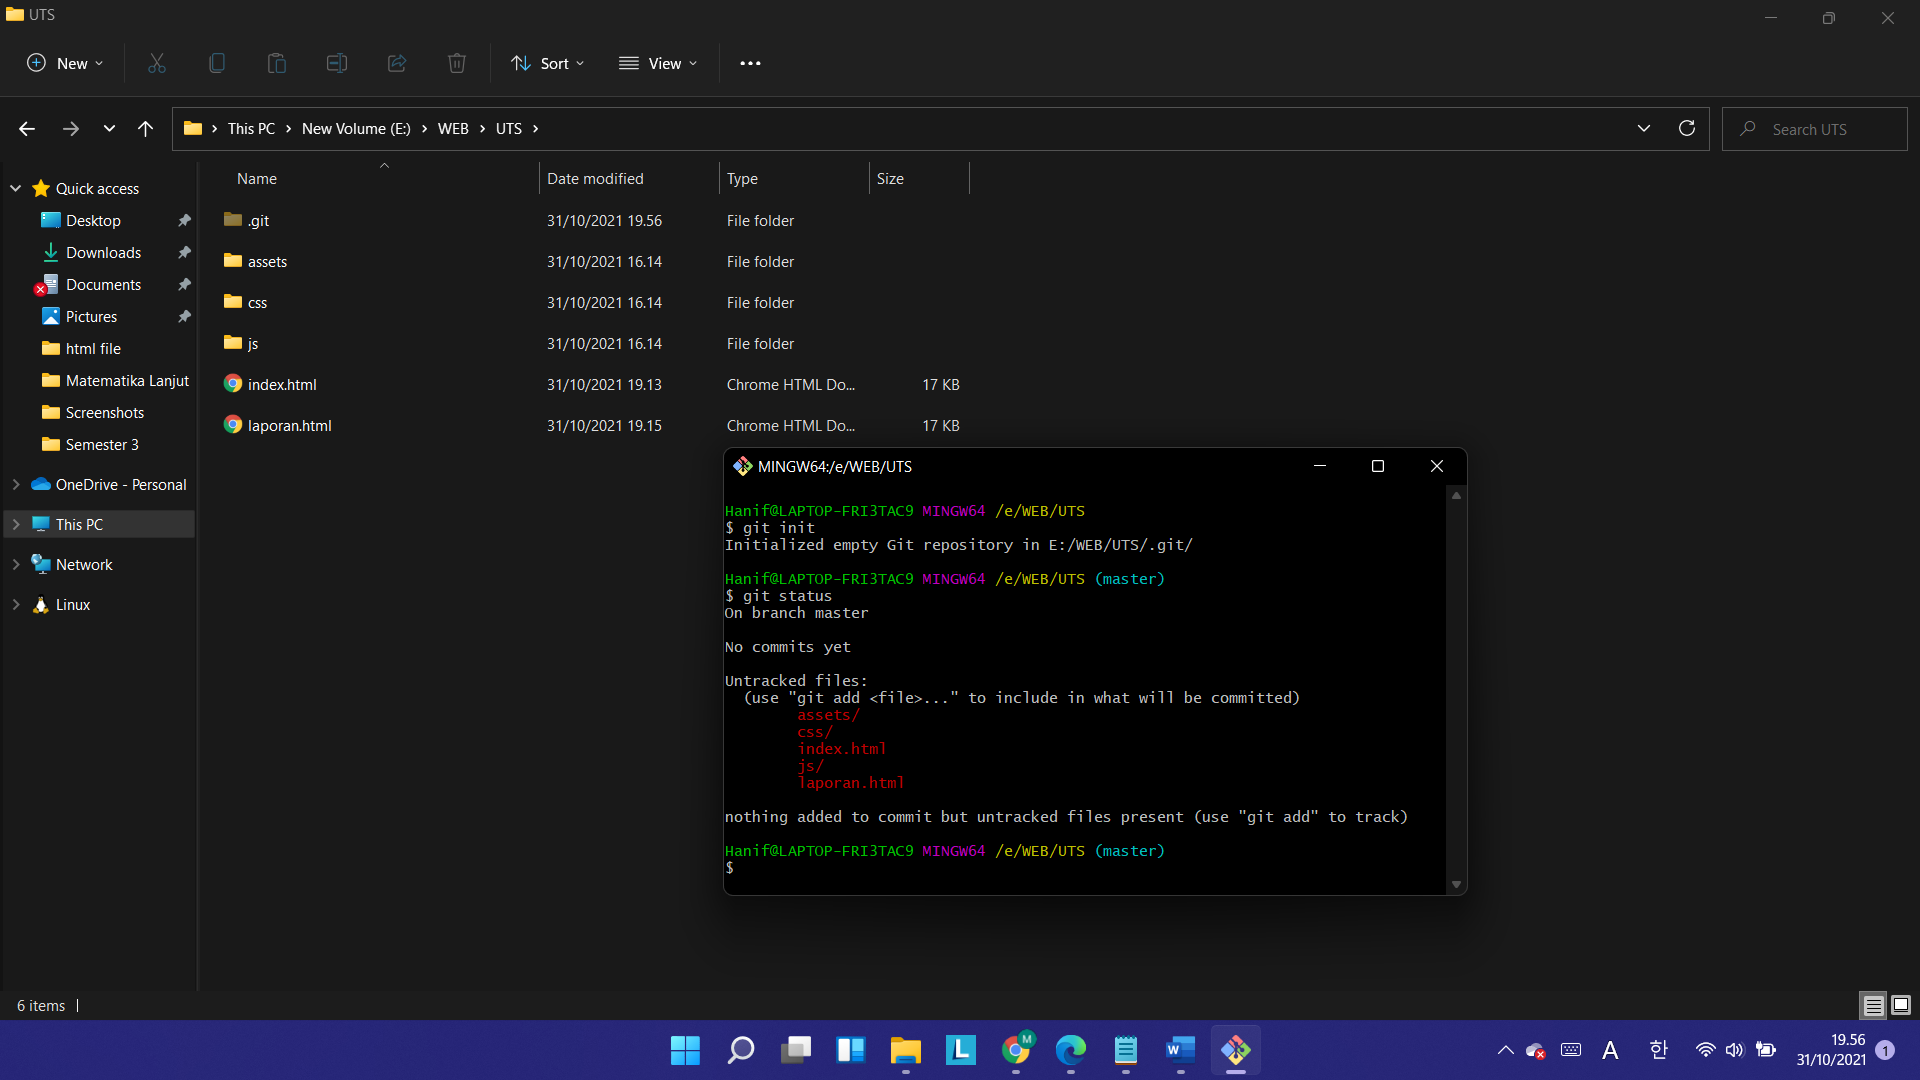 UTS
New
Sort
View
This PC
New Volume (E:)
WEB
UTS
Search UTS
Name
Date modified
Type
Size
Quick access
Desktop
Downloads
Documents
Pictures
html file
Matematika Lanjut
Screenshots
Semester 3
OneDrive - Personal
This PC
Network
Linux
.git 31/10/2021 19.56 File folder
assets 31/10/2021 16.14 File folder
css 31/10/2021 16.14 File folder
js 31/10/2021 16.14 File folder
index.html 31/10/2021 19.13 Chrome HTML Do... 17 KB
laporan.html 31/10/2021 19.15 Chrome HTML Do... 17 KB
MINGW64:/e/WEB/UTS
Hanif@LAPTOP-FRI3TAC9 MINGW64 /e/WEB/UTS
$ git init
Initialized empty Git repository in E:/WEB/UTS/.git/
Hanif@LAPTOP-FRI3TAC9 MINGW64 /e/WEB/UTS (master)
$ git status
On branch master
No commits yet
Untracked files:
(use "git add <file>..." to include in what will be committed)
assets/
css/
index.html
js/
laporan.html
nothing added to commit but untracked files present (use "git add" to track)
Hanif@LAPTOP-FRI3TAC9 MINGW64 /e/WEB/UTS (master)
$
6 items
L
M
W
A
한
19.56
31/10/2021
1